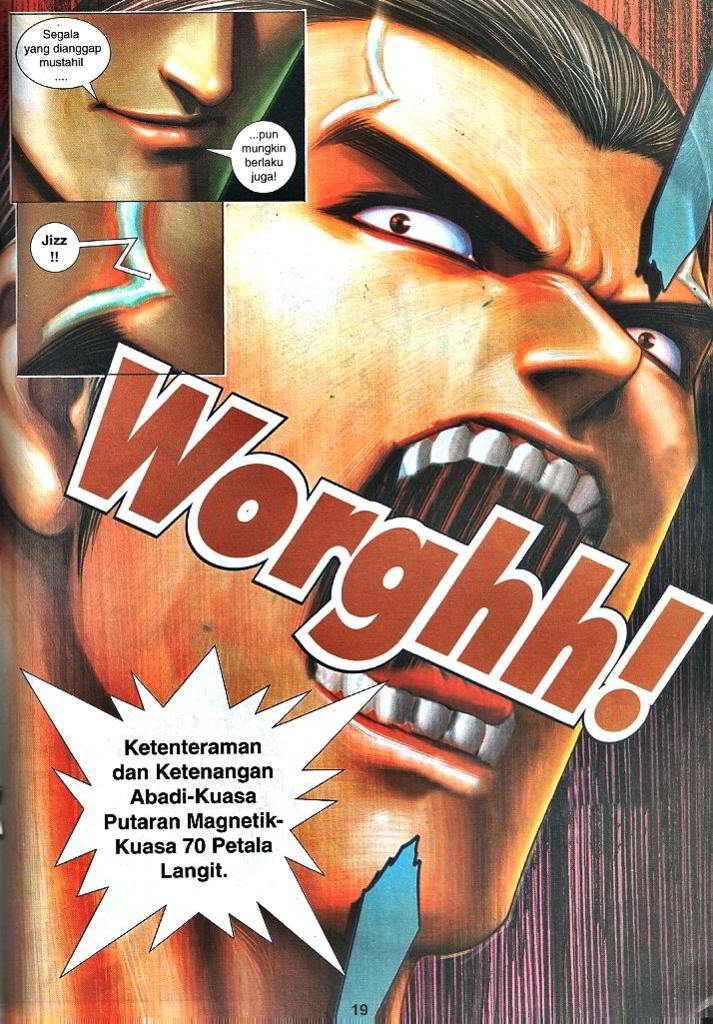 Segala
yang dianggap
mustahil
....
...pun
mungkin
berlaku
juga!
Jizz
!!
Worghh!
Ketenteraman
dan Ketenangan
Abadi-Kuasa
Putaran Magnetik-
Kuasa 70 Petala
Langit.
19